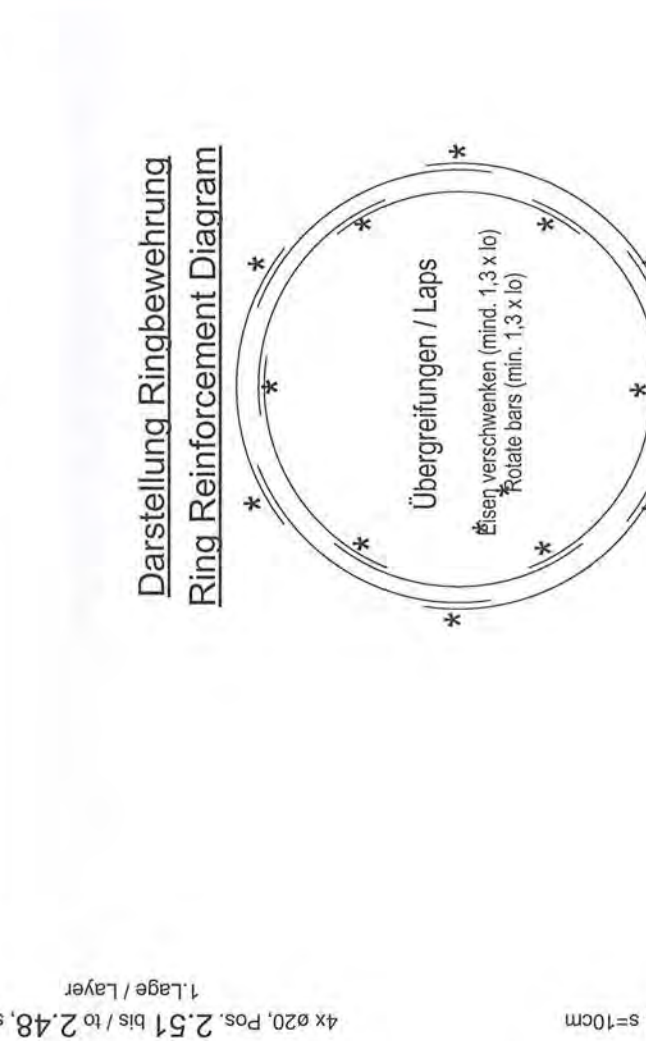 Darstellung Ringbewehrung
Ring Reinforcement Diagram
*
*
*
*
*
*
*
*
*
*
Übergreifungen / Laps
Eisen verschwenken (mind. 1,3 x lo)
Rotate bars (min. 1,3 x lo)
*
*
4x ø20, Pos. 2.51 bis / to 2.48, s
1.Lage / Layer
s=10cm